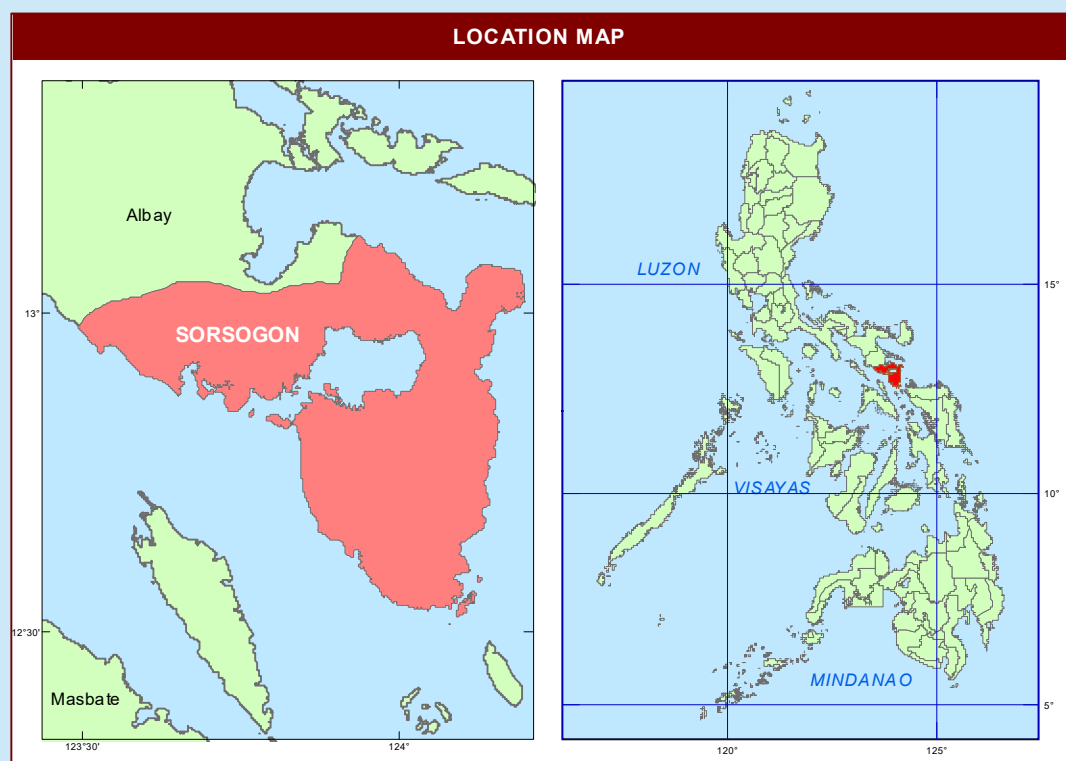 LOCATION MAP
Albay
13°
SORSOGON
12°30'
Masbate
123°30'
124°
LUZON
15°
VISAYAS
10°
MINDANAO
5°
120°
125°